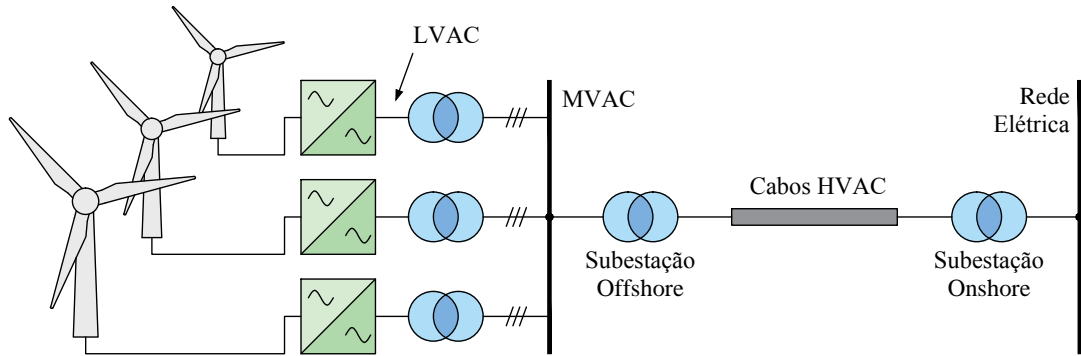 LVAC
MVAC
Rede
Elétrica
Cabos HVAC
Subestação
Offshore
Subestação
Onshore